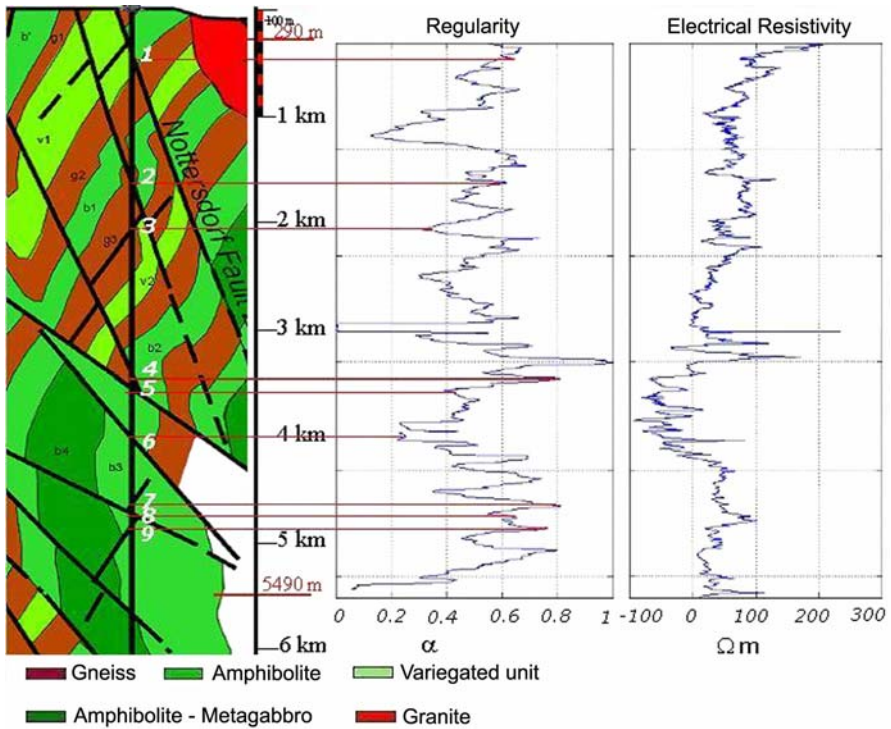 Regularity
Electrical Resistivity
100 m
290 m
b'
g1
1
1 km
v1
Nottersdorf Fault Z
g2
2
b1
2 km
3
g3
v2
3 km
b2
4
5
4 km
6
b4
b3
7
8
9
5 km
5490 m
6 km
0
0.2
0.4
0.6
0.8
1
-100
0
100
200
300
α
Ω m
Gneiss
Amphibolite
Variegated unit
Amphibolite - Metagabbro
Granite